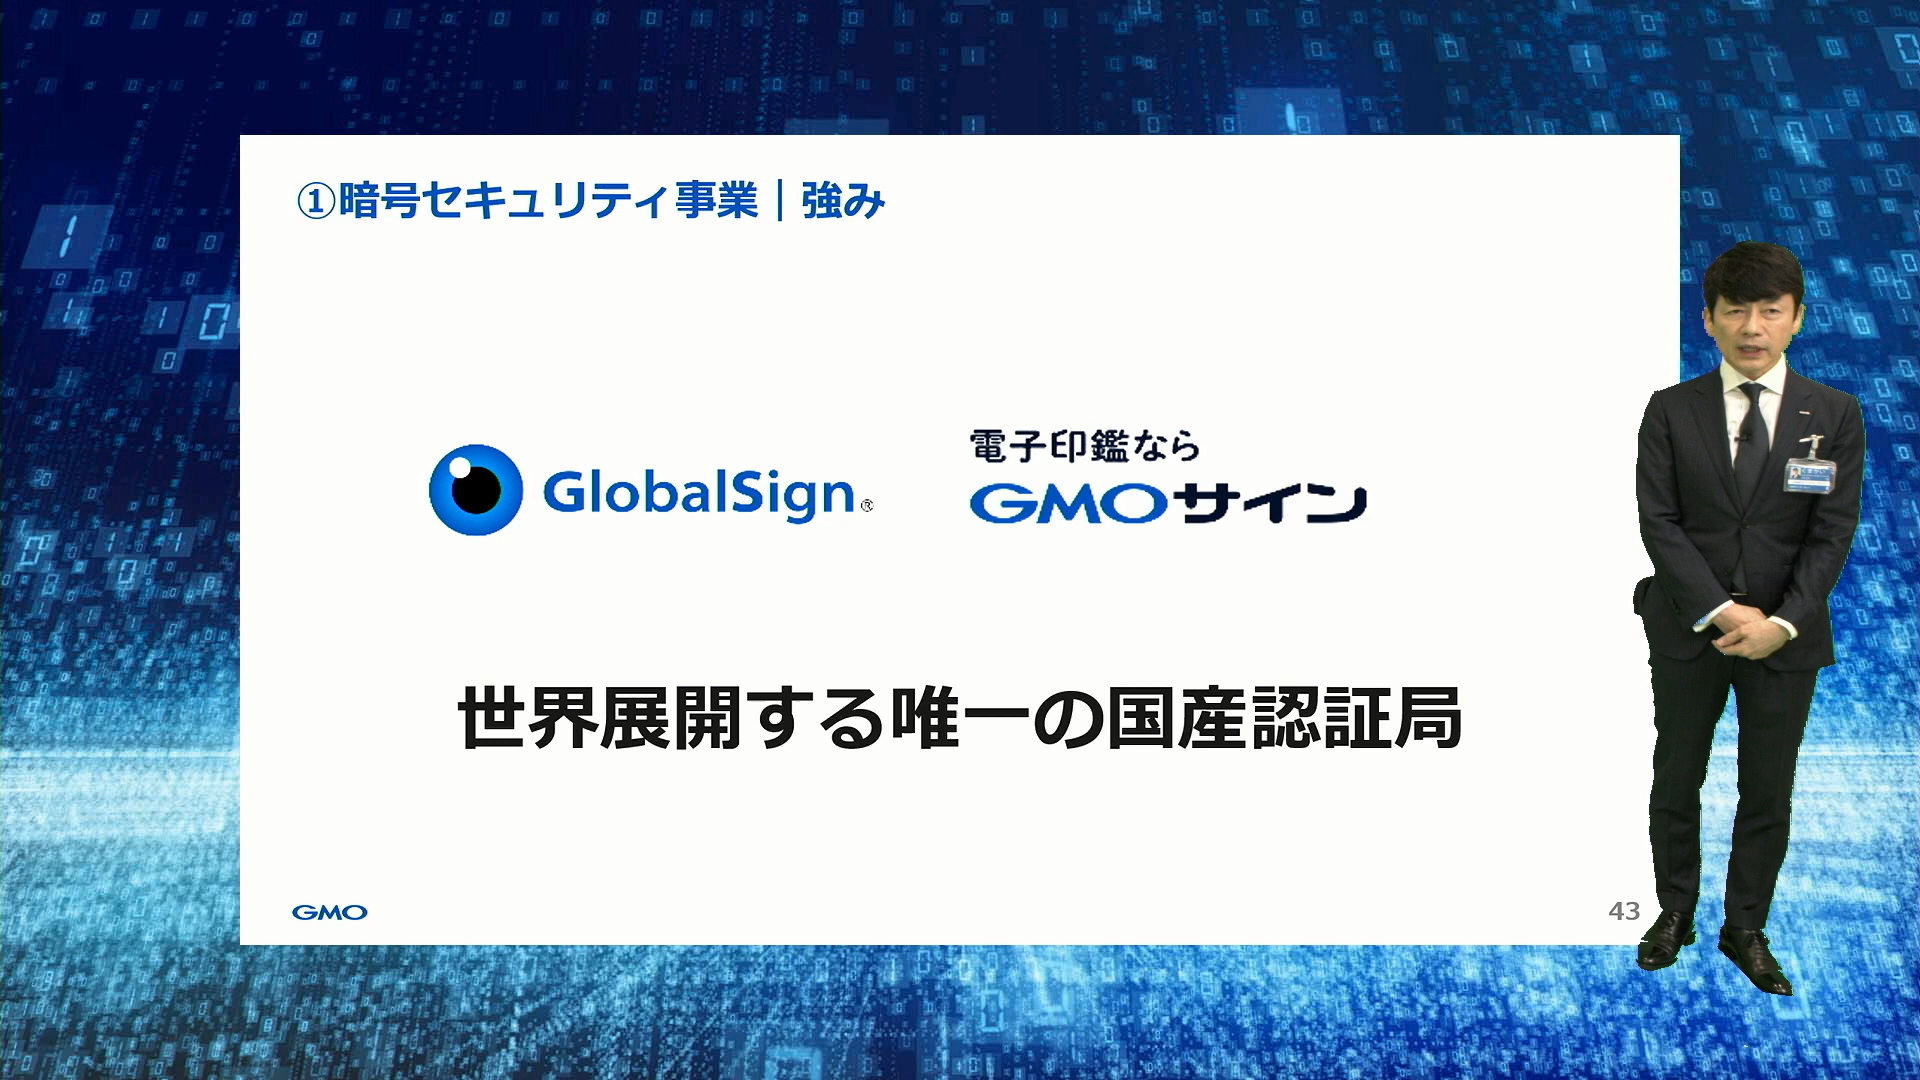 ①暗号セキュリティ事業｜強み
GlobalSign®
電子印鑑なら
GMOサイン
世界展開する唯一の国産認証局
GMO
43